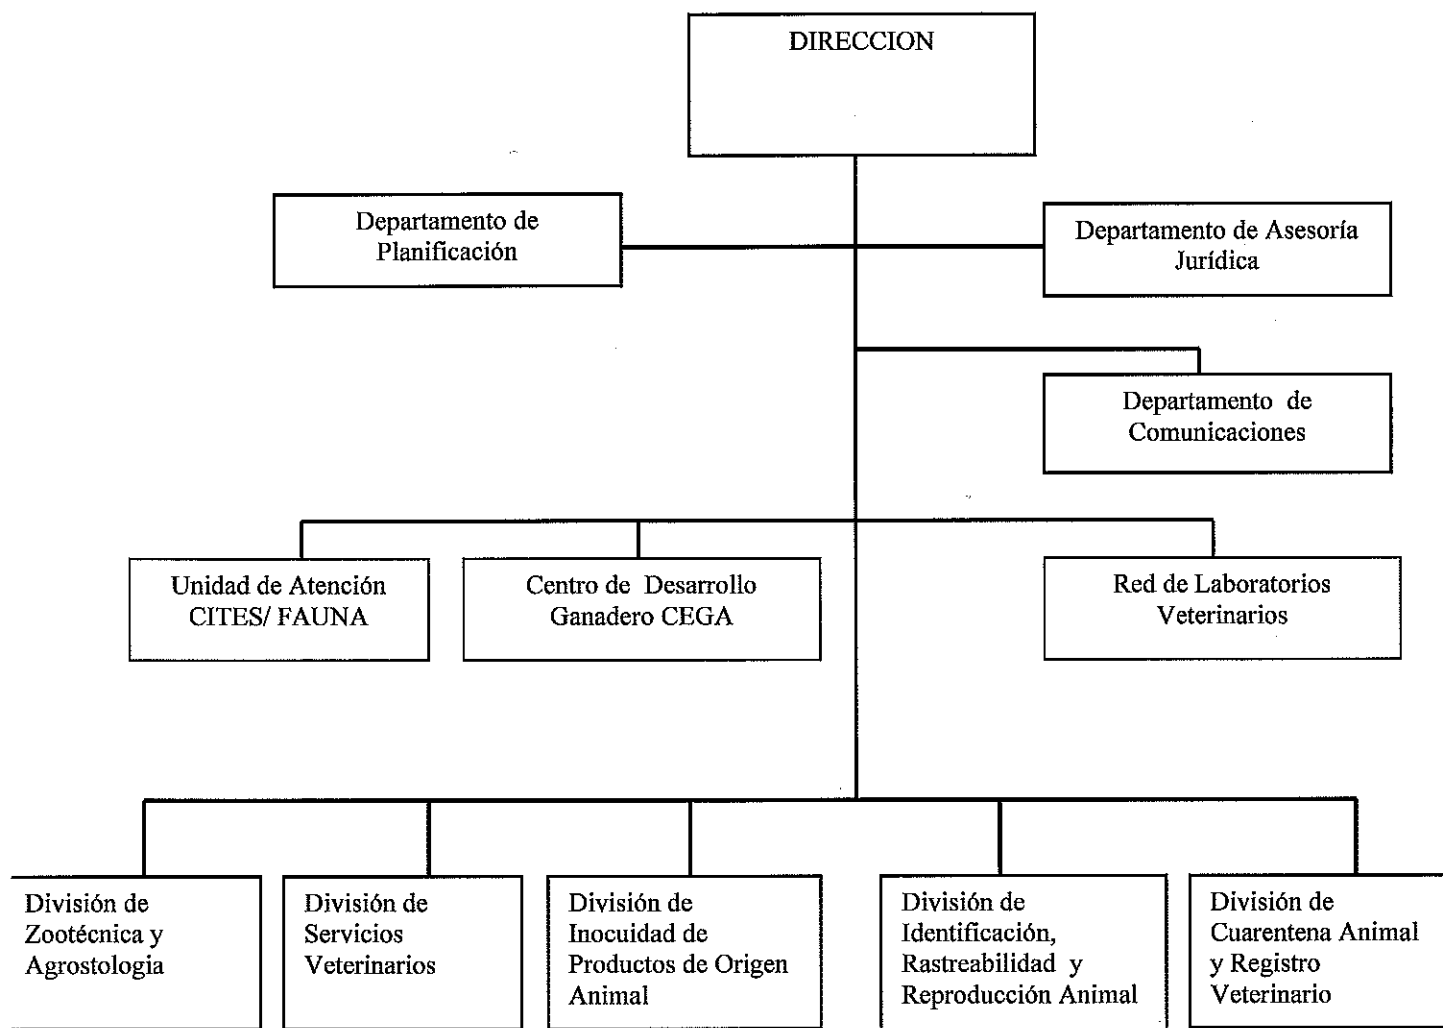 DIRECCION
Departamento de
Planificación
Departamento de Asesoría
Jurídica
Departamento de
Comunicaciones
Unidad de Atención
CITES/ FAUNA
Centro de Desarrollo
Ganadero CEGA
Red de Laboratorios
Veterinarios
División de
Zootécnica y
Agrostologia
División de
Servicios
Veterinarios
División de
Inocuidad de
Productos de Origen
Animal
División de
Identificación,
Rastreabilidad y
Reproducción Animal
División de
Cuarentena Animal
y Registro
Veterinario